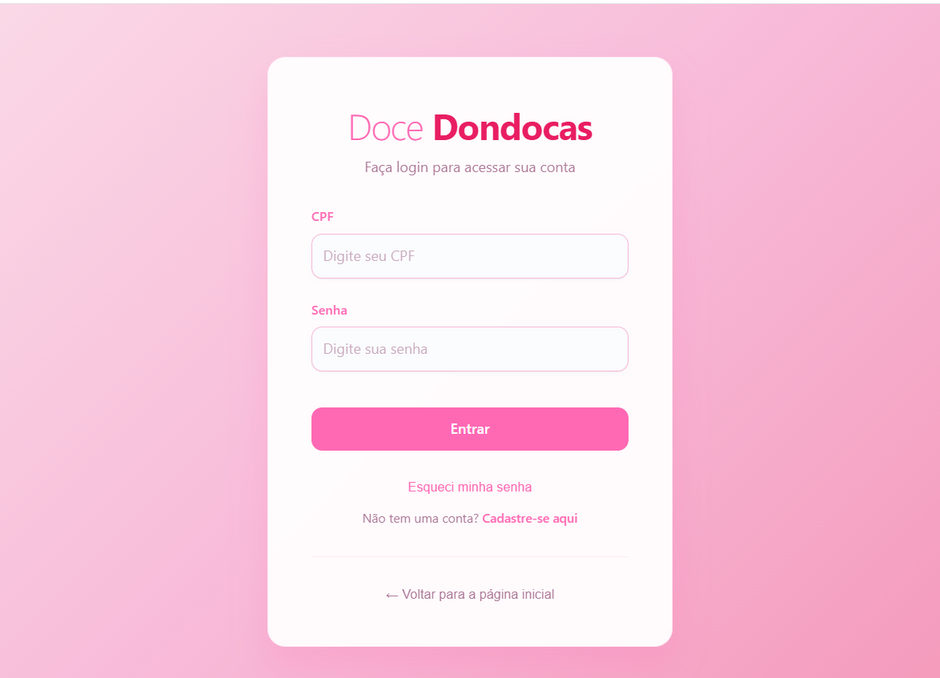 Doce Dondocas
Faça login para acessar sua conta
CPF
Digite seu CPF
Senha
Digite sua senha
Entrar
Esqueci minha senha
Não tem uma conta? Cadastre-se aqui
← Voltar para a página inicial